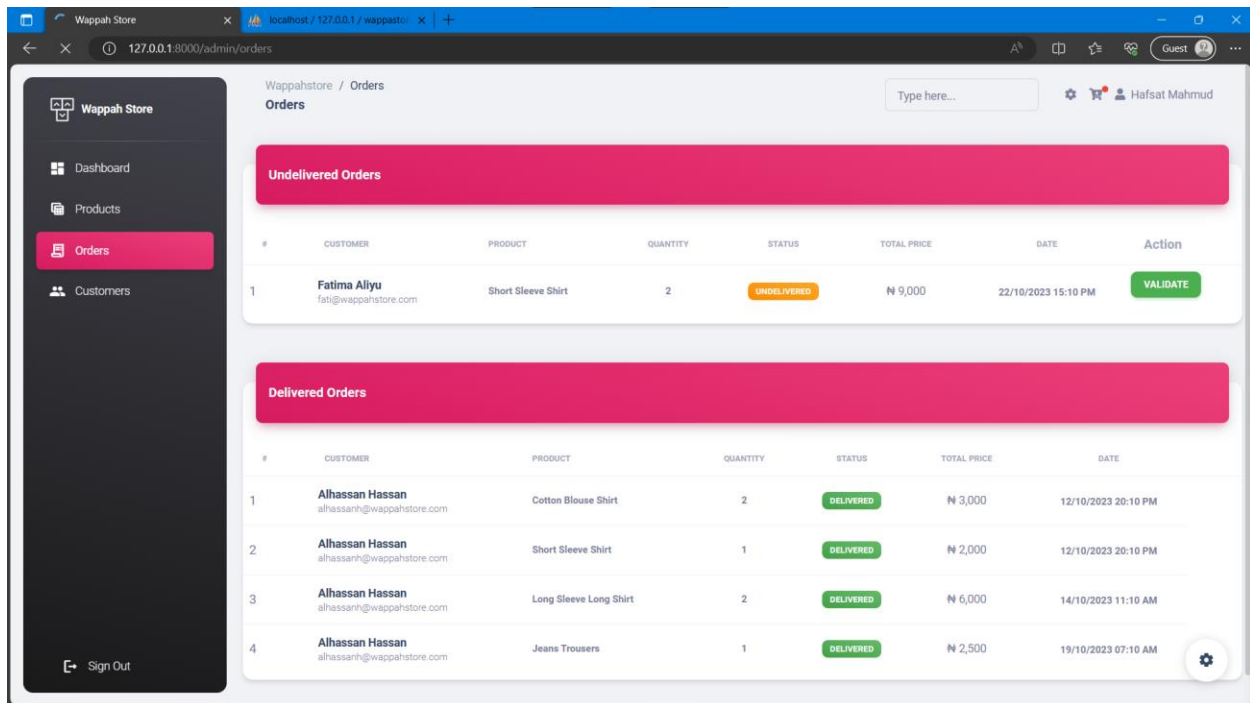 Wappah Store
localhost / 127.0.0.1 / wappastor
127.0.0.1:8000/admin/orders
Guest
Wappah Store
Dashboard
Products
Orders
Customers
Sign Out
Wappahstore / Orders
Orders
Type here...
Hafsat Mahmud
Undelivered Orders
# CUSTOMER PRODUCT QUANTITY STATUS TOTAL PRICE DATE Action
1 Fatima Aliyu Short Sleeve Shirt 2 UNDELIVERED ₦ 9,000 22/10/2023 15:10 PM VALIDATE
fati@wappahstore.com
Delivered Orders
# CUSTOMER PRODUCT QUANTITY STATUS TOTAL PRICE DATE
1 Alhassan Hassan Cotton Blouse Shirt 2 DELIVERED ₦ 3,000 12/10/2023 20:10 PM
alhassanh@wappahstore.com
2 Alhassan Hassan Short Sleeve Shirt 1 DELIVERED ₦ 2,000 12/10/2023 20:10 PM
alhassanh@wappahstore.com
3 Alhassan Hassan Long Sleeve Long Shirt 2 DELIVERED ₦ 6,000 14/10/2023 11:10 AM
alhassanh@wappahstore.com
4 Alhassan Hassan Jeans Trousers 1 DELIVERED ₦ 2,500 19/10/2023 07:10 AM
alhassanh@wappahstore.com